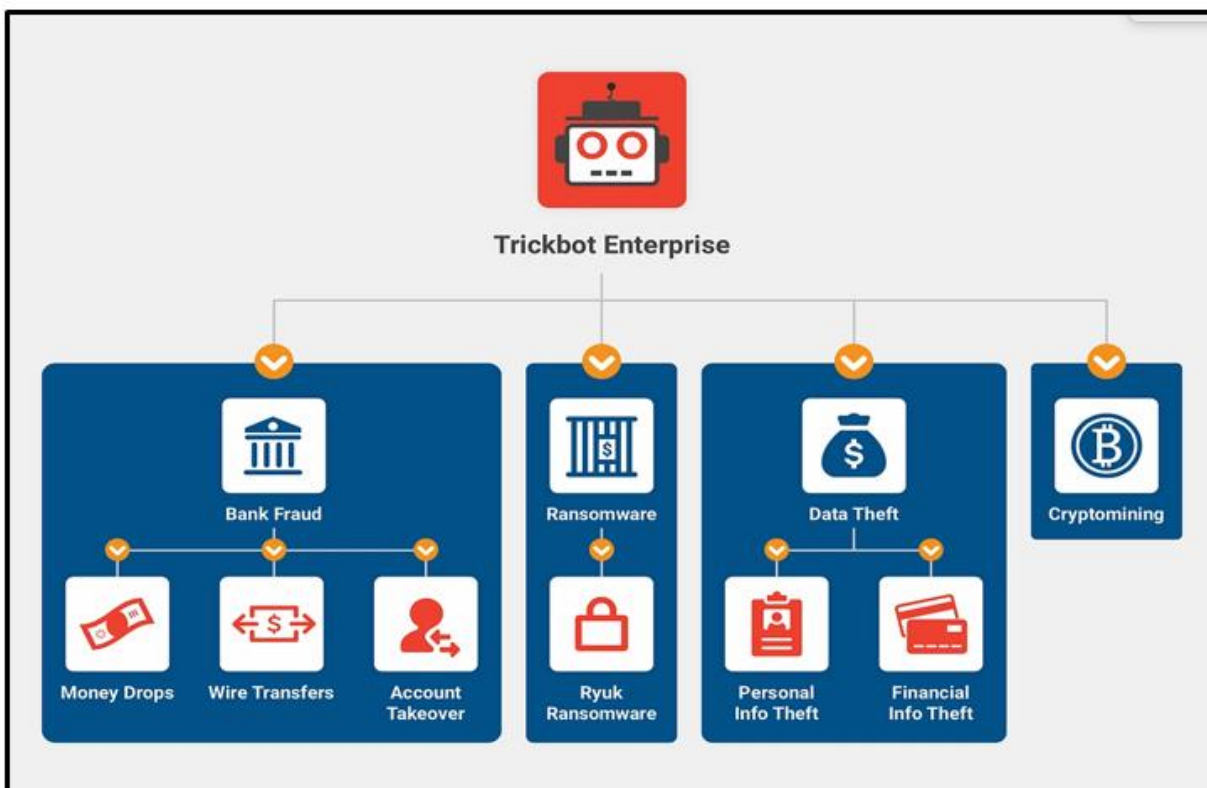 Trickbot Enterprise
Bank Fraud
Ransomware
Data Theft
Cryptomining
Money Drops
Wire Transfers
Account
Takeover
Ryuk
Ransomware
Personal
Info Theft
Financial
Info Theft